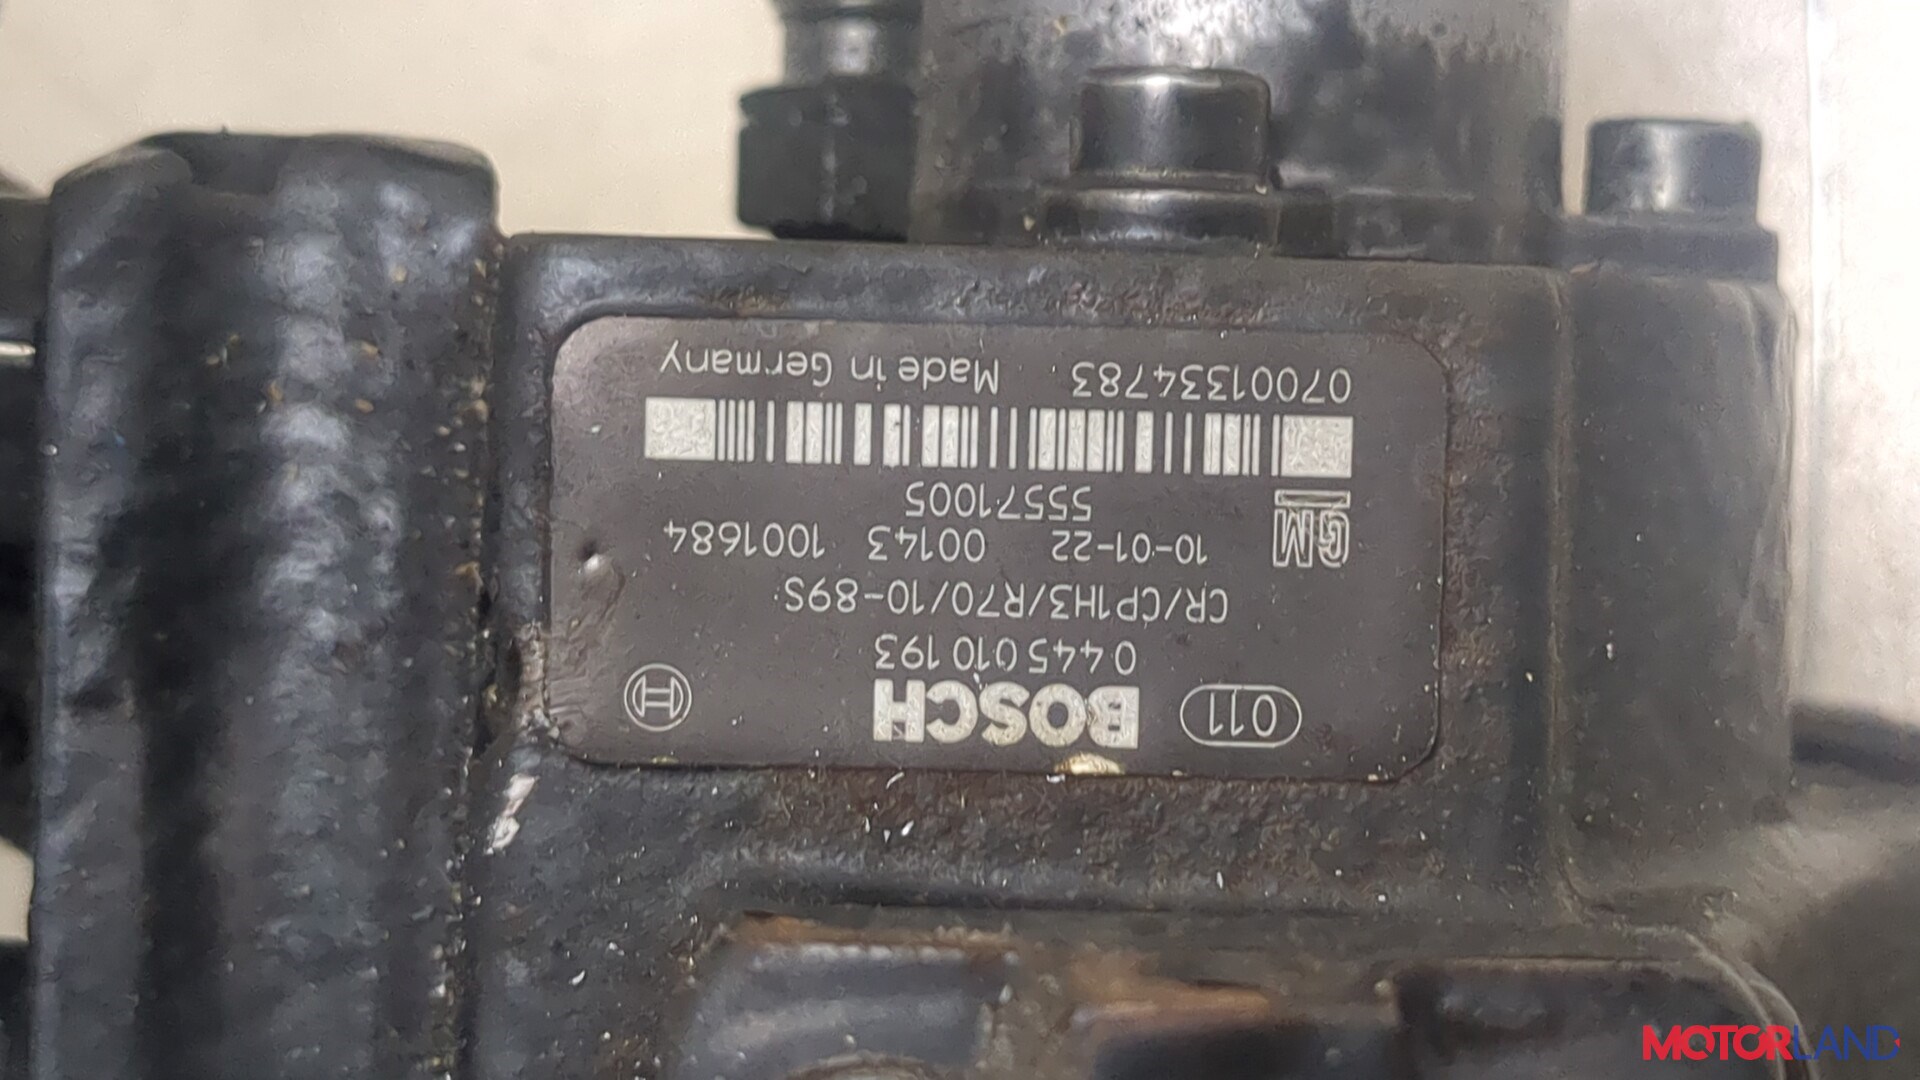 011 BOSCH
0 445 010 193
CR/CP1H3/R70/10-89S
GM 10-01-22 00143 1001684
55571005
07001334783 Made in Germany
MOTORLAND